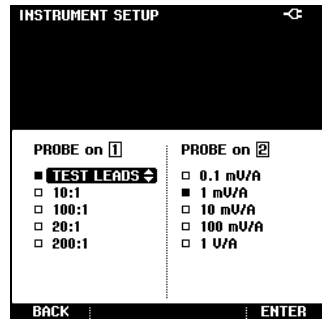 INSTRUMENT SETUP
PROBE on 1
TEST LEADS
10:1
100:1
20:1
200:1
PROBE on 2
0.1 mV/A
1 mV/A
10 mV/A
100 mV/A
1 V/A
BACK
ENTER